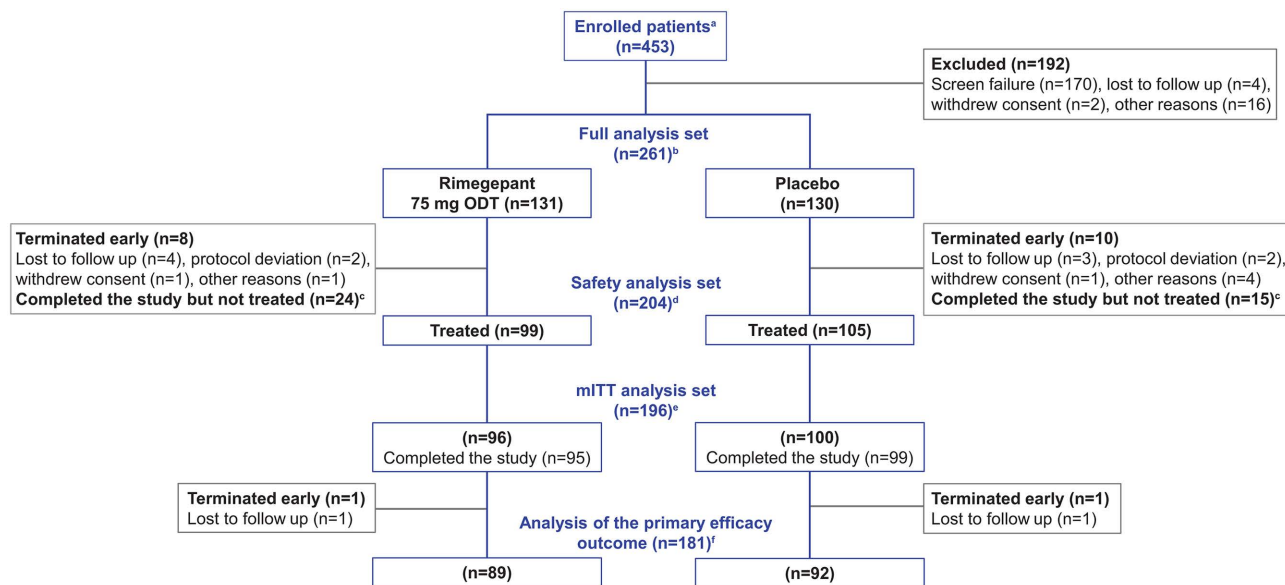 Enrolled patientsᵃ
(n=453)
Excluded (n=192)
Screen failure (n=170), lost to follow up (n=4),
withdrew consent (n=2), other reasons (n=16)
Full analysis set
(n=261)ᵇ
Rimegepant
75 mg ODT (n=131)
Placebo
(n=130)
Terminated early (n=8)
Lost to follow up (n=4), protocol deviation (n=2),
withdrew consent (n=1), other reasons (n=1)
Completed the study but not treated (n=24)ᶜ
Terminated early (n=10)
Lost to follow up (n=3), protocol deviation (n=2),
withdrew consent (n=1), other reasons (n=4)
Completed the study but not treated (n=15)ᶜ
Safety analysis set
(n=204)ᵈ
Treated (n=99)
Treated (n=105)
mITT analysis set
(n=196)ᵉ
(n=96)
Completed the study (n=95)
(n=100)
Completed the study (n=99)
Terminated early (n=1)
Lost to follow up (n=1)
Terminated early (n=1)
Lost to follow up (n=1)
Analysis of the primary efficacy
outcome (n=181)ᶠ
(n=89)
(n=92)